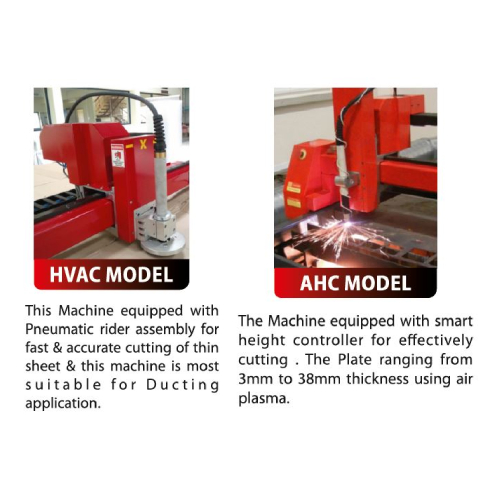 HVAC MODEL
This Machine equipped with
Pneumatic rider assembly for
fast & accurate cutting of thin
sheet & this machine is most
suitable for Ducting
application.
AHC MODEL
The Machine equipped with smart
height controller for effectively
cutting . The Plate ranging from
3mm to 38mm thickness using air
plasma.